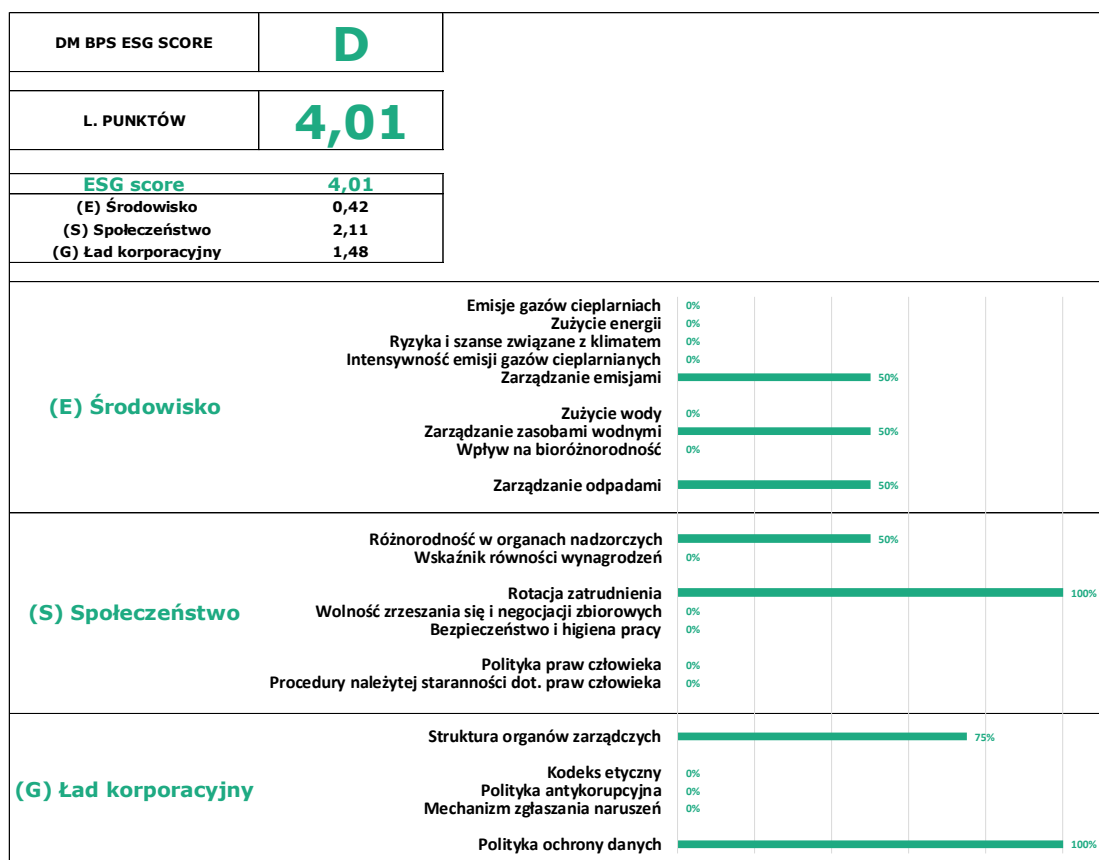 DM BPS ESG SCORE D
L. PUNKTÓW 4,01
ESG score 4,01
(E) Środowisko 0,42
(S) Społeczeństwo 2,11
(G) Ład korporacyjny 1,48
(E) Środowisko
Emisje gazów cieplarniach 0%
Zużycie energii 0%
Ryzyka i szanse związane z klimatem 0%
Intensywność emisji gazów cieplarnianych 0%
Zarządzanie emisjami 50%
Zużycie wody 0%
Zarządzanie zasobami wodnymi 50%
Wpływ na bioróżnorodność 0%
Zarządzanie odpadami 50%
(S) Społeczeństwo
Różnorodność w organach nadzorczych 50%
Wskaźnik równości wynagrodzeń 0%
Rotacja zatrudnienia 100%
Wolność zrzeszania się i negocjacji zbiorowych 0%
Bezpieczeństwo i higiena pracy 0%
Polityka praw człowieka 0%
Procedury należytej staranności dot. praw człowieka 0%
(G) Ład korporacyjny
Struktura organów zarządczych 75%
Kodeks etyczny 0%
Polityka antykorupcyjna 0%
Mechanizm zgłaszania naruszeń 0%
Polityka ochrony danych 100%